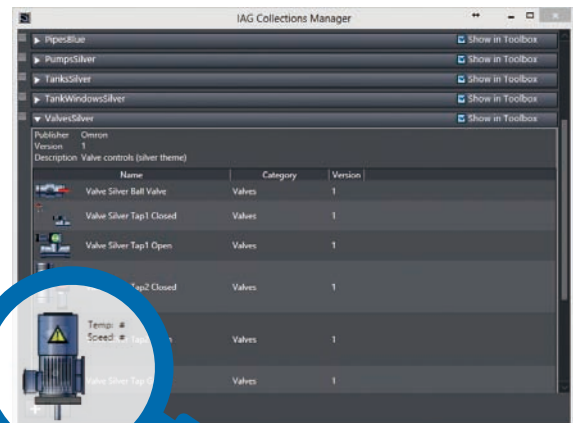 IAG Collections Manager
PipesBlue Show in Toolbox
PumpsSilver Show in Toolbox
TanksSilver Show in Toolbox
TankWindowsSilver Show in Toolbox
ValvesSilver Show in Toolbox
Publisher Omron
Version 1
Description Valve controls (silver theme)
Name Category Version
Valve Silver Ball Valve Valves 1
Valve Silver Tap1 Closed Valves 1
Valve Silver Tap1 Open Valves 1
Tap2 Closed Valves 1
Temp: #
Speed: #
Valves 1
Valve Silver Tap Valves 1